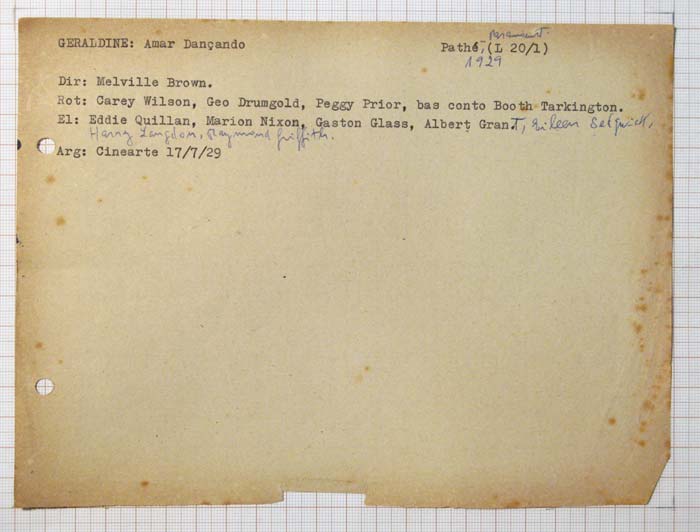 GERALDINE: Amar Dançando Pathé, (L 20/1)
Paramount.
1929
Dir: Melville Brown.
Rot: Carey Wilson, Geo Drumgold, Peggy Prior, bas conto Booth Tarkington.
El: Eddie Quillan, Marion Nixon, Gaston Glass, Albert Gran.T, Eileen Sedgwick,
Harry Langdon, Raymond Griffith.
Arg: Cinearte 17/7/29